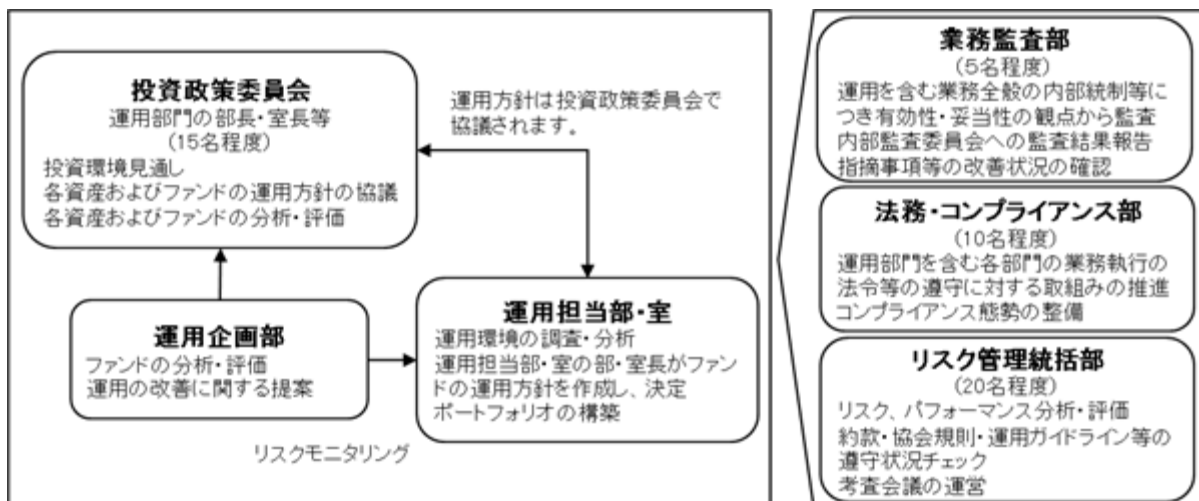 投資政策委員会
運用部門の部長・室長等
(15名程度)
投資環境見通し
各資産およびファンドの運用方針の協議
各資産およびファンドの分析・評価
運用方針は投資政策委員会で
協議されます。
運用企画部
ファンドの分析・評価
運用の改善に関する提案
運用担当部・室
運用環境の調査・分析
運用担当部・室の部・室長がファン
ドの運用方針を作成し、決定
ポートフォリオの構築
リスクモニタリング
業務監査部
(5名程度)
運用を含む業務全般の内部統制等に
つき有効性・妥当性の観点から監査
内部監査委員会への監査結果報告
指摘事項等の改善状況の確認
法務・コンプライアンス部
(10名程度)
運用部門を含む各部門の業務執行の
法令等の遵守に対する取組みの推進
コンプライアンス態勢の整備
リスク管理統括部
(20名程度)
リスク、パフォーマンス分析・評価
約款・協会規則・運用ガイドライン等の
遵守状況チェック
考査会議の運営